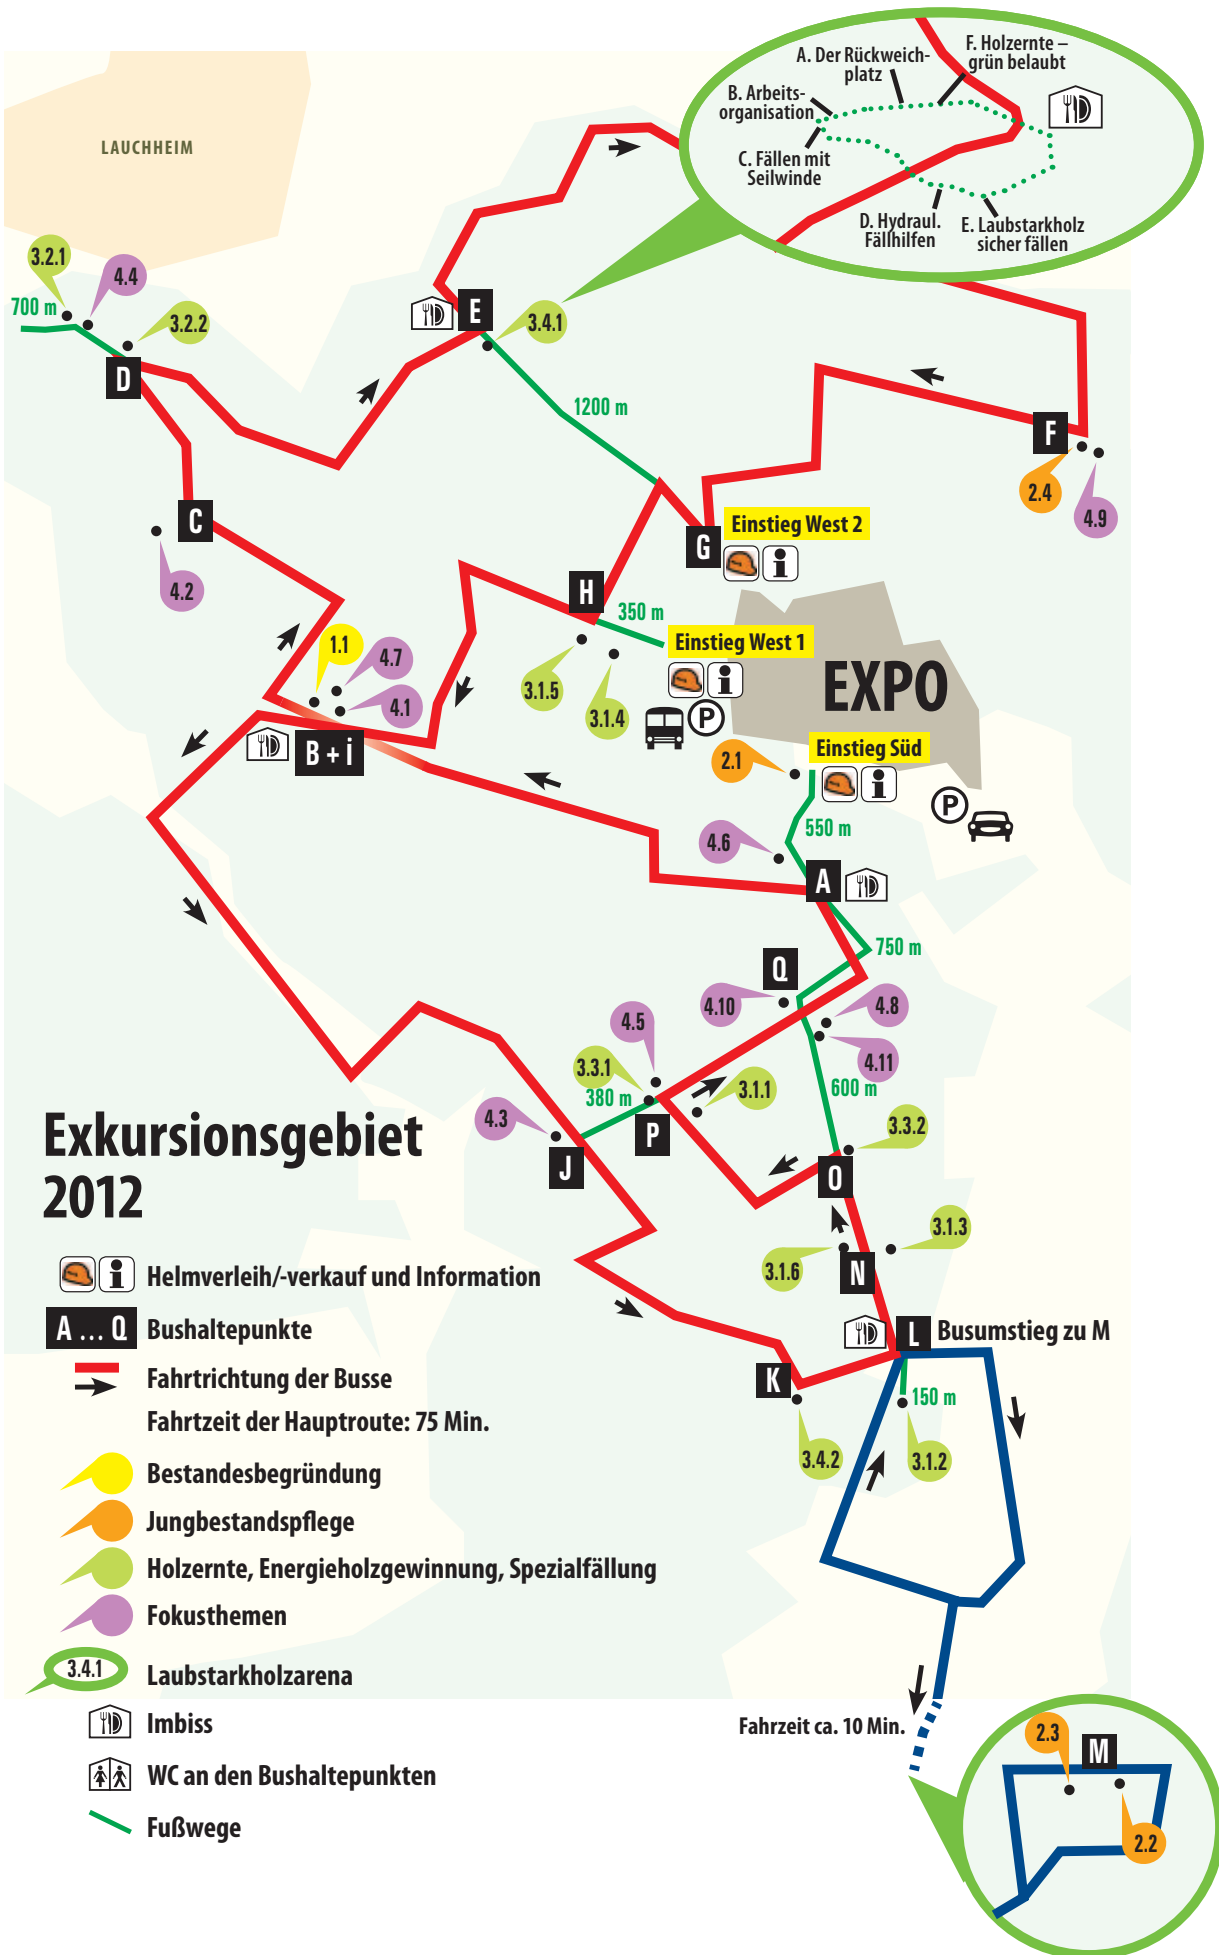 A. Der Rückweich-
platz
F. Holzernte –
grün belaubt
B. Arbeits-
organisation
C. Fällen mit
Seilwinde
D. Hydraul.
Fällhilfen
E. Laubstarkholz
sicher fällen
LAUCHHEIM
3.2.1
4.4
700 m
3.2.2
D
E
3.4.1
1200 m
F
2.4
4.9
C
4.2
Einstieg West 2
G
H
350 m
Einstieg West 1
3.1.5
3.1.4
P
EXPO
1.1
4.7
4.1
B + i
Einstieg Süd
2.1
P
550 m
4.6
A
750 m
Q
4.10
4.8
4.11
4.5
3.3.1
380 m
3.1.1
600 m
P
4.3
J
3.3.2
O
3.1.3
3.1.6
N
L
Busumstieg zu M
K
150 m
3.4.2
3.1.2
Exkursionsgebiet
2012
Helmverleih/-verkauf und Information
A ... Q Bushaltepunkte
Fahrtrichtung der Busse
Fahrtzeit der Hauptroute: 75 Min.
Bestandesbegründung
Jungbestandspflege
Holzernte, Energieholzgewinnung, Spezialfällung
Fokusthemen
3.4.1 Laubstarkholzarena
Imbiss
WC an den Bushaltepunkten
Fußwege
Fahrzeit ca. 10 Min.
2.3
M
2.2